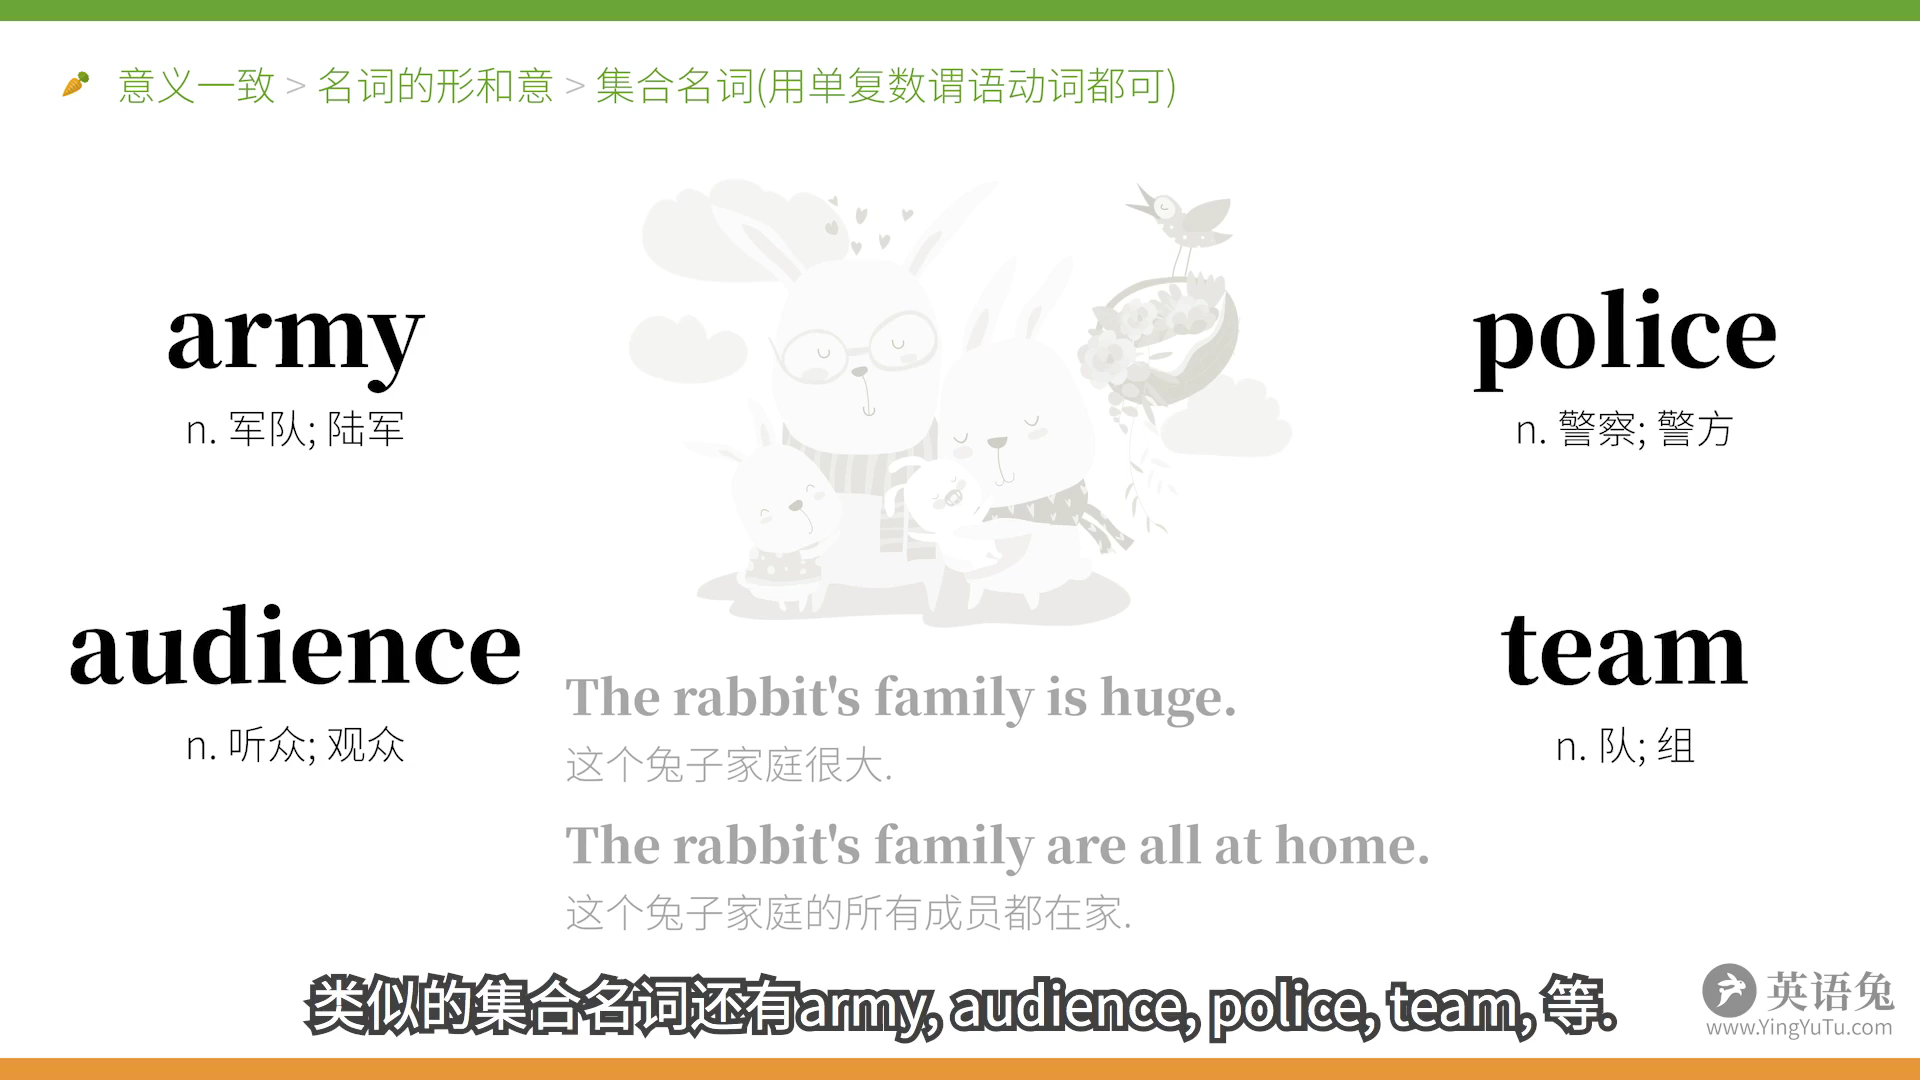 意义一致 > 名词的形和意 > 集合名词(用单复数谓语动词都可)
army
n. 军队; 陆军
police
n. 警察; 警方
audience
n. 听众; 观众
team
n. 队; 组
The rabbit's family is huge.
这个兔子家庭很大.
The rabbit's family are all at home.
这个兔子家庭的所有成员都在家.
类似的集合名词还有army, audience, police, team, 等.
英语兔
www.YingYuTu.com